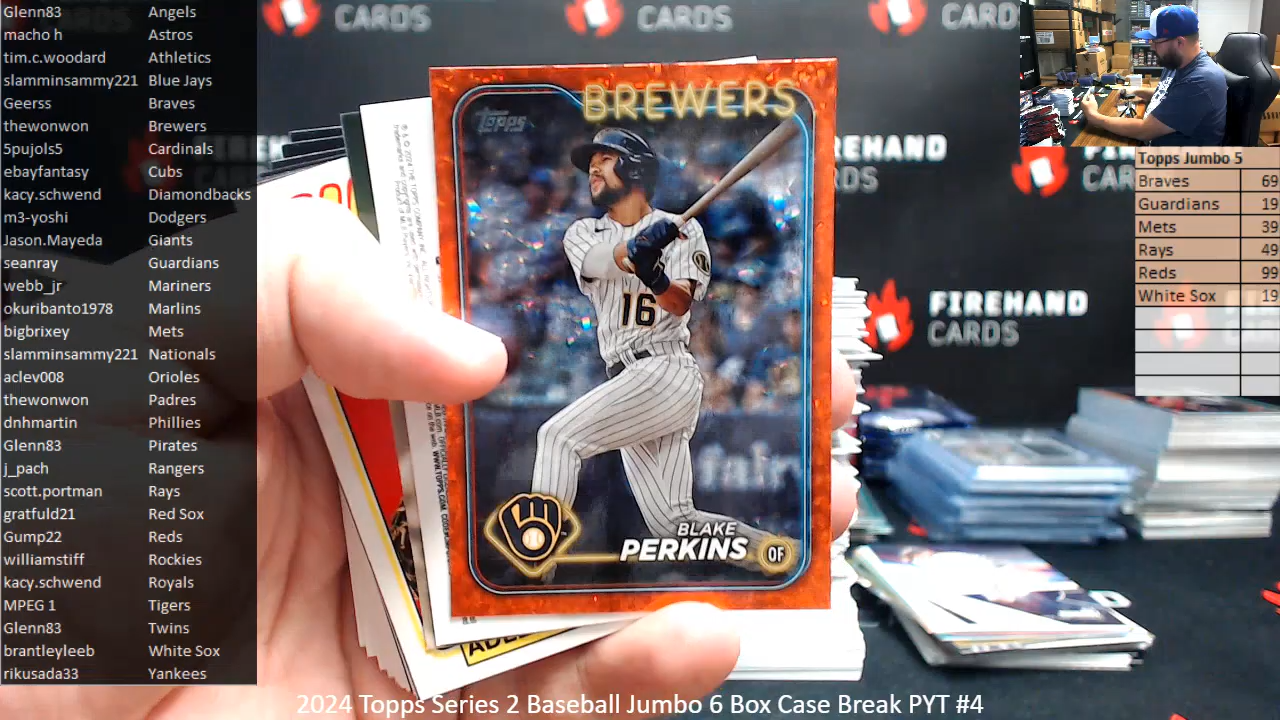 Glenn83 Angels
macho h Astros
tim.c.woodard Athletics
slamminsammy221 Blue Jays
Geerss Braves
thewonwon Brewers
5pujols5 Cardinals
ebayfantasy Cubs
kacy.schwend Diamondbacks
m3-yoshi Dodgers
Jason.Mayeda Giants
seanray Guardians
webb_jr Mariners
okuribanto1978 Marlins
bigbrixey Mets
slamminsammy221 Nationals
aclev008 Orioles
thewonwon Padres
dnhmartin Phillies
Glenn83 Pirates
j_pach Rangers
scott.portman Rays
gratfuld21 Red Sox
Gump22 Reds
williamstiff Rockies
kacy.schwend Royals
MPEG 1 Tigers
Glenn83 Twins
brantleyleeb White Sox
rikusada33 Yankees
CARDS
CARDS
CARDS
BREWERS
Topps
16
fair
BLAKE
PERKINS OF
FIREHAND
CARDS
Topps Jumbo 5
Braves 69
Guardians 19
Mets 39
Rays 49
Reds 99
White Sox 19
2024 Topps Series 2 Baseball Jumbo 6 Box Case Break PYT #4